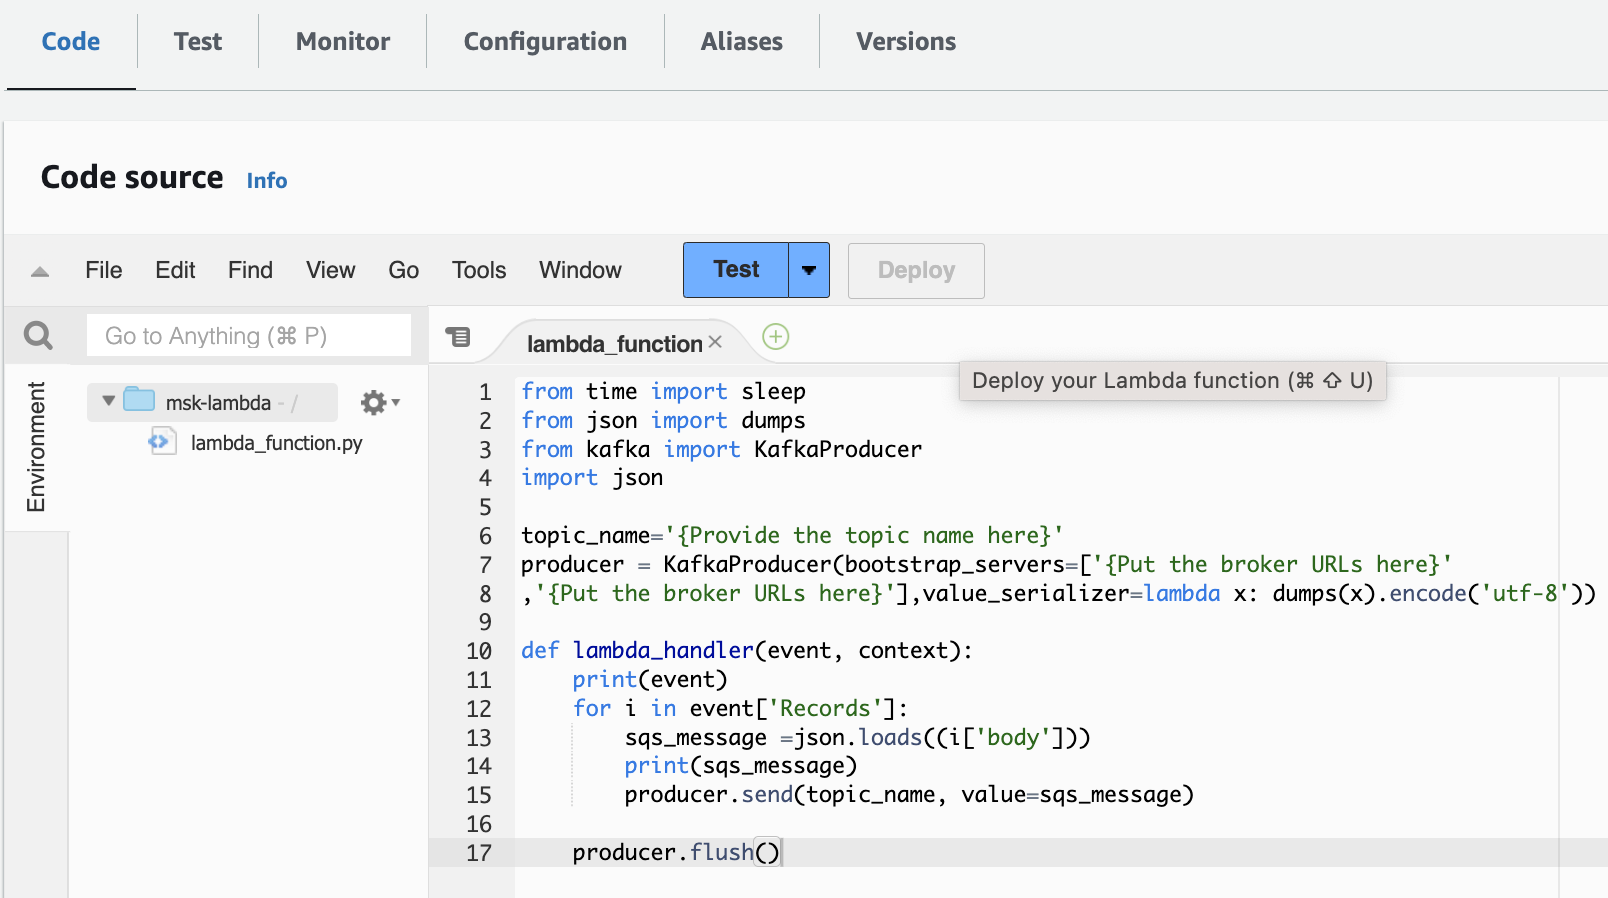 Code Test Monitor Configuration Aliases Versions
Code source Info
File Edit Find View Go Tools Window Test Deploy
Go to Anything (⌘ P)
lambda_function
Deploy your Lambda function (⌘ ⇧ U)
Environment
msk-lambda - /
lambda_function.py
1 from time import sleep
2 from json import dumps
3 from kafka import KafkaProducer
4 import json
5
6 topic_name='{Provide the topic name here}'
7 producer = KafkaProducer(bootstrap_servers=['{Put the broker URLs here}'
8 ,'{Put the broker URLs here}'],value_serializer=lambda x: dumps(x).encode('utf-8'))
9
10 def lambda_handler(event, context):
11     print(event)
12     for i in event['Records']:
13         sqs_message =json.loads((i['body']))
14         print(sqs_message)
15         producer.send(topic_name, value=sqs_message)
16
17     producer.flush()